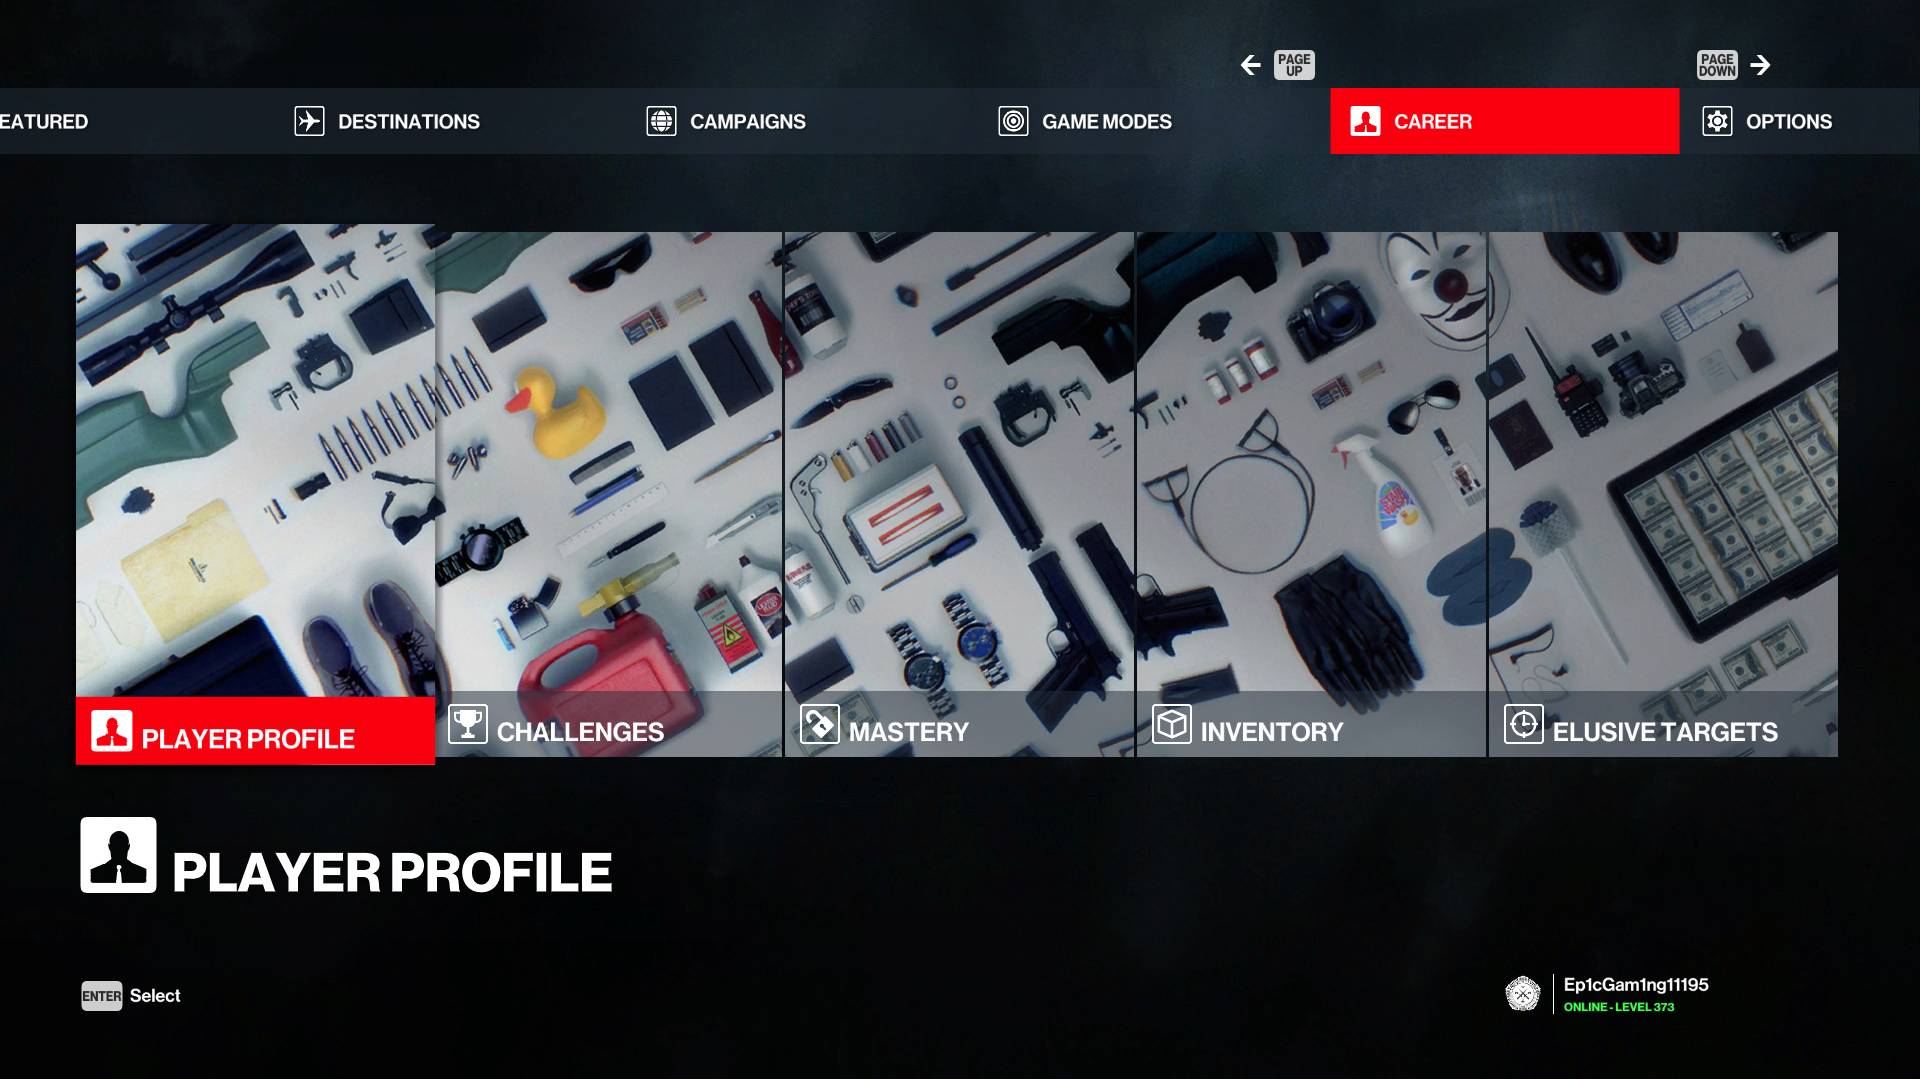 PAGE
UP
PAGE
DOWN
EATURED
DESTINATIONS
CAMPAIGNS
GAME MODES
CAREER
OPTIONS
PLAYER PROFILE
CHALLENGES
MASTERY
INVENTORY
ELUSIVE TARGETS
PLAYER PROFILE
ENTER Select
Ep1cGam1ng11195
ONLINE - LEVEL 373